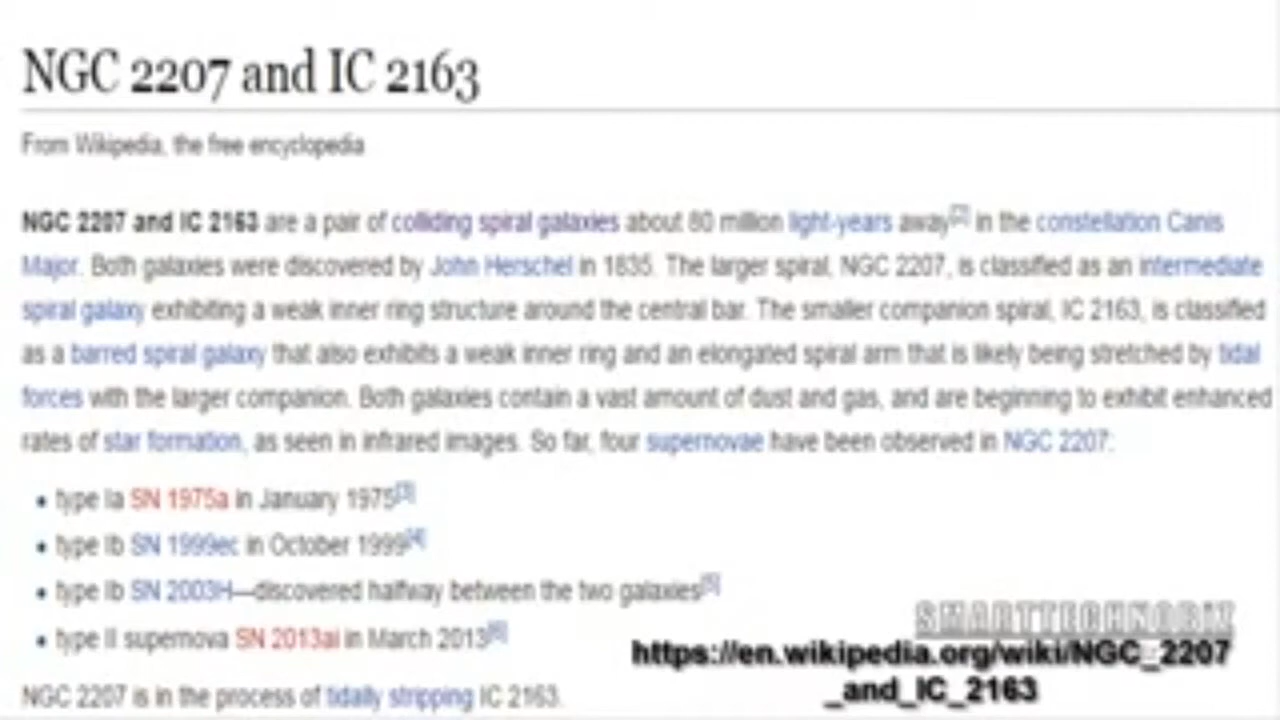 NGC 2207 and IC 2163
From Wikipedia, the free encyclopedia
NGC 2207 and IC 2163 are a pair of colliding spiral galaxies about 80 million light-years away[2] in the constellation Canis
Major. Both galaxies were discovered by John Herschel in 1835. The larger spiral, NGC 2207, is classified as an intermediate
spiral galaxy exhibiting a weak inner ring structure around the central bar. The smaller companion spiral, IC 2163, is classified
as a barred spiral galaxy that also exhibits a weak inner ring and an elongated spiral arm that is likely being stretched by tidal
forces with the larger companion. Both galaxies contain a vast amount of dust and gas, and are beginning to exhibit enhanced
rates of star formation, as seen in infrared images. So far, four supernovae have been observed in NGC 2207:
• type Ia SN 1975a in January 1975[3]
• type Ib SN 1999ec in October 1999[4]
• type Ib SN 2003H—discovered halfway between the two galaxies[5]
• type II supernova SN 2013ai in March 2013[6]
NGC 2207 is in the process of tidally stripping IC 2163.
SMARTTECHNOBIZ
https://en.wikipedia.org/wiki/NGC_2207
_and_IC_2163